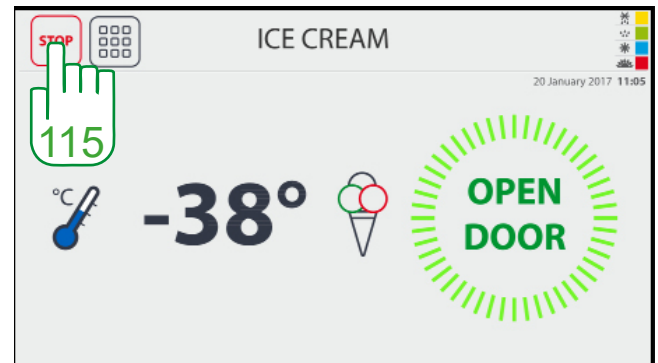 STOP
ICE CREAM
20 January 2017 11:05
115
°C
-38°
OPEN
DOOR